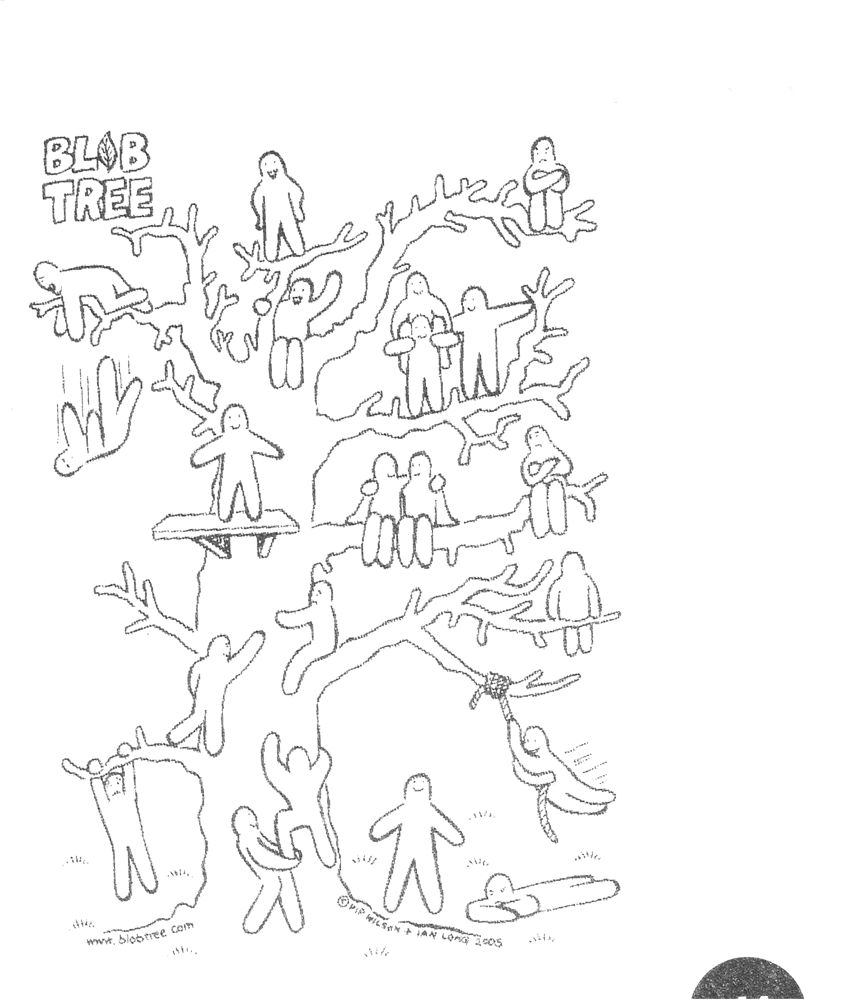 BLOB
TREE
www.blobtree.com
© PIP WILSON + IAN LONG 2005